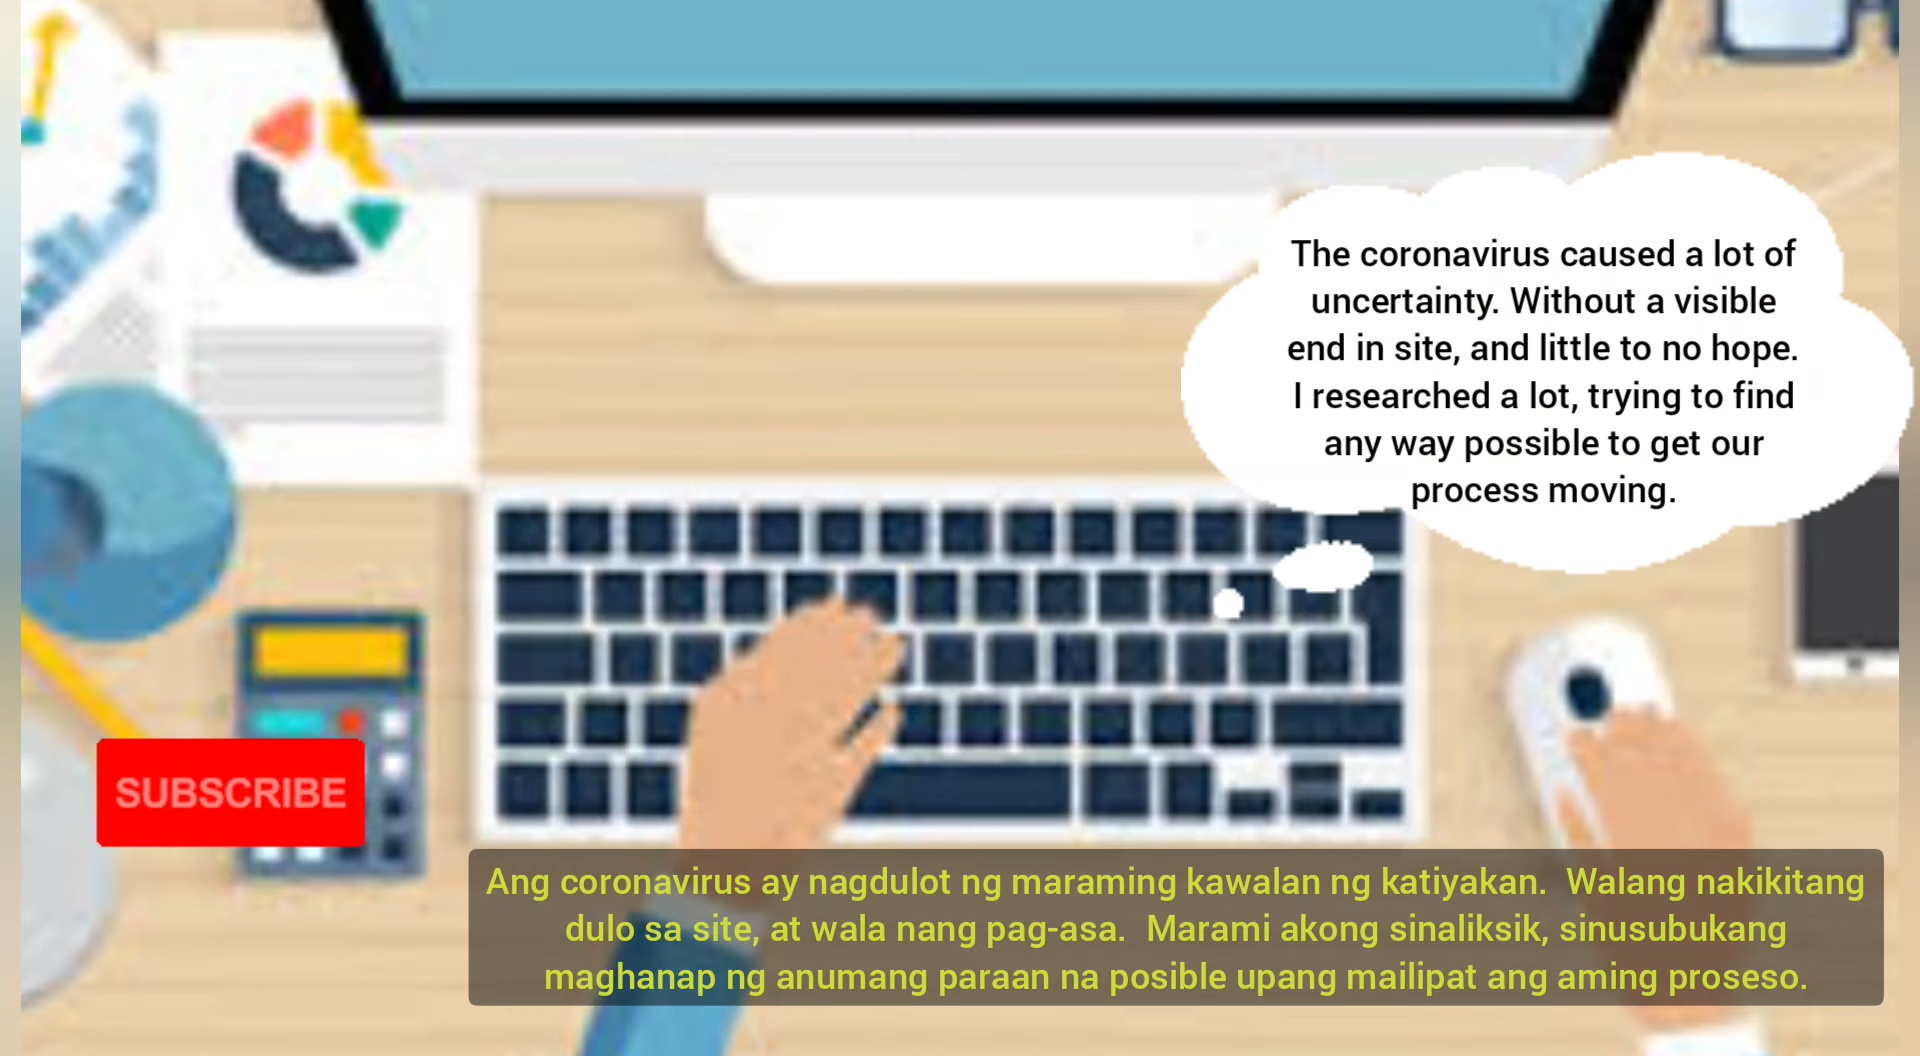 The coronavirus caused a lot of
uncertainty. Without a visible
end in site, and little to no hope.
I researched a lot, trying to find
any way possible to get our
process moving.
SUBSCRIBE
Ang coronavirus ay nagdulot ng maraming kawalan ng katiyakan. Walang nakikitang
dulo sa site, at wala nang pag-asa. Marami akong sinaliksik, sinusubukang
maghanap ng anumang paraan na posible upang mailipat ang aming proseso.